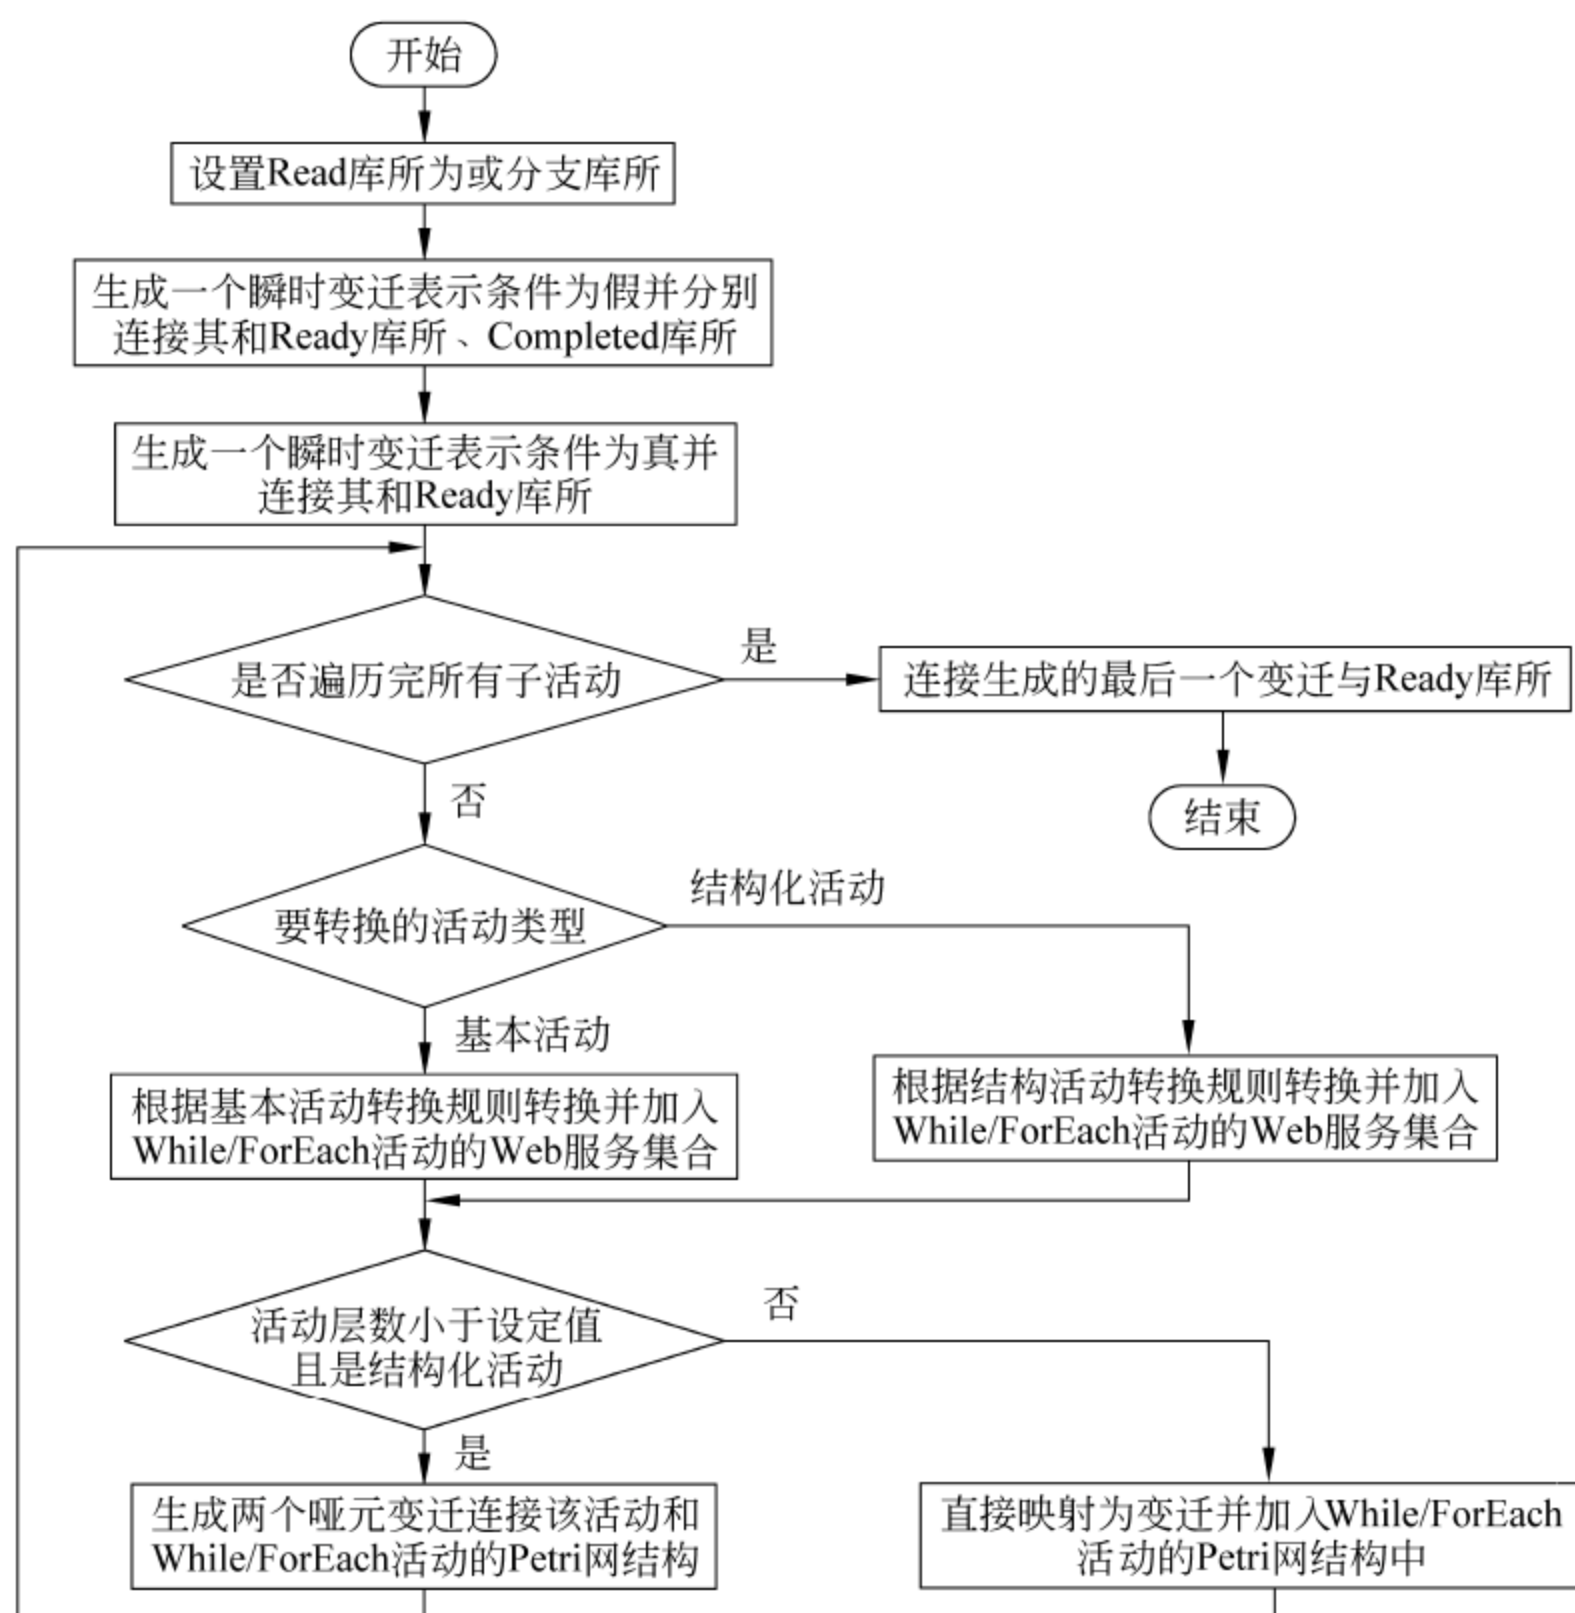 开始
设置Read库所为或分支库所
生成一个瞬时变迁表示条件为假并分别
连接其和Ready库所、Completed库所
生成一个瞬时变迁表示条件为真并
连接其和Ready库所
是否遍历完所有子活动
是
连接生成的最后一个变迁与Ready库所
结束
否
要转换的活动类型
结构化活动
基本活动
根据基本活动转换规则转换并加入
While/ForEach活动的Web服务集合
根据结构活动转换规则转换并加入
While/ForEach活动的Web服务集合
活动层数小于设定值
且是结构化活动
否
是
生成两个哑元变迁连接该活动和
While/ForEach活动的Petri网结构
直接映射为变迁并加入While/ForEach
活动的Petri网结构中